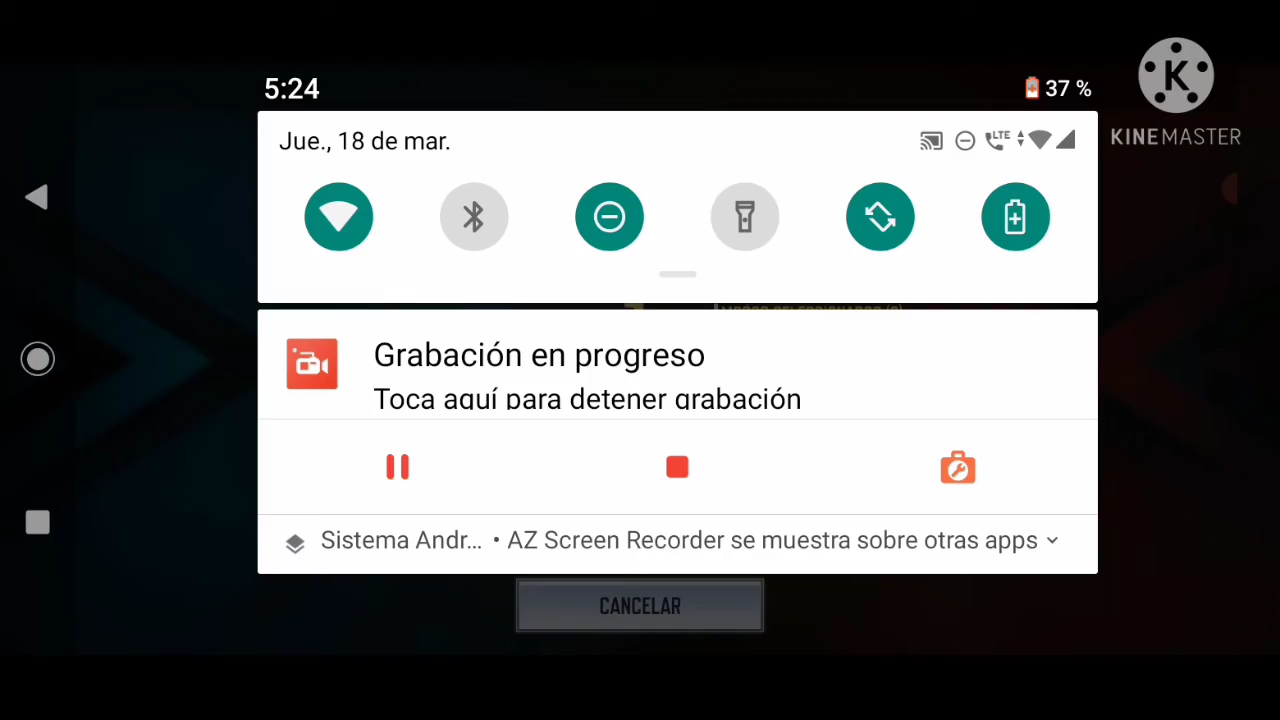 5:24
37 %
KINEMASTER
Jue., 18 de mar.
LTE
Grabación en progreso
Toca aquí para detener grabación
Sistema Andr... • AZ Screen Recorder se muestra sobre otras apps
CANCELAR